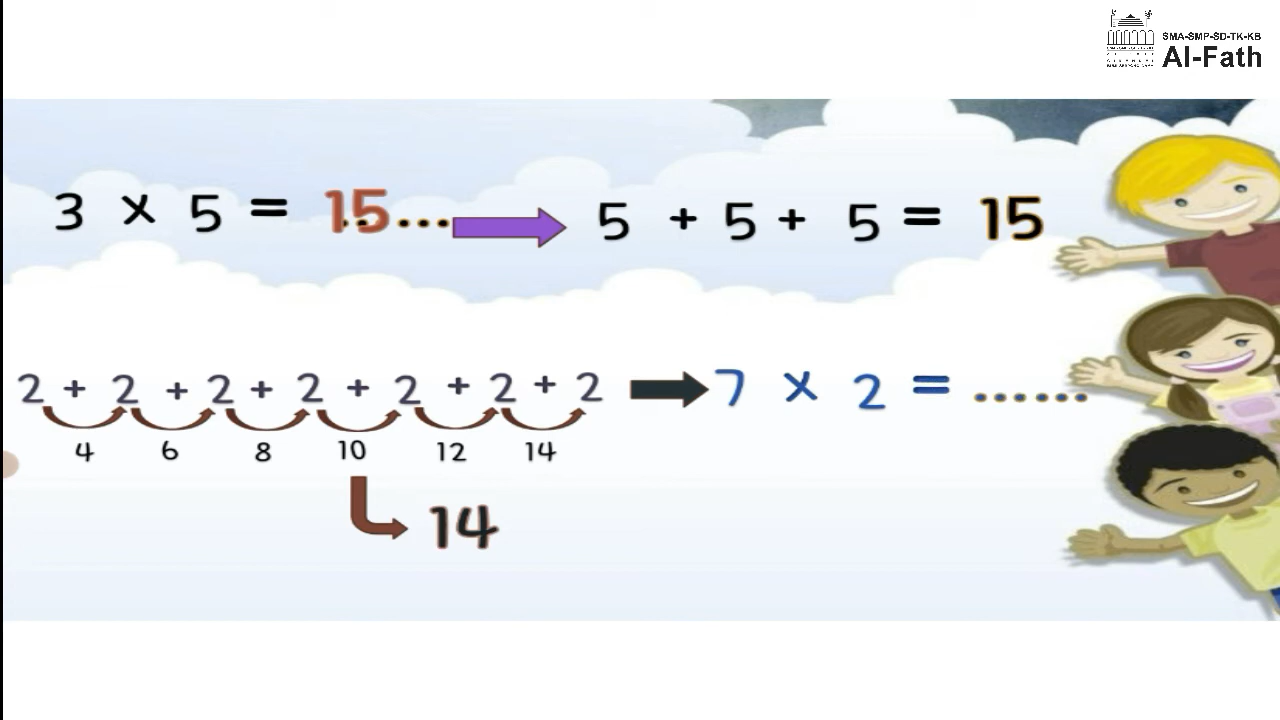 SMA-SMP-SD-TK-KB
Al-Fath
3 x 5 = 15...... 5 + 5 + 5 = 15
2 + 2 + 2 + 2 + 2 + 2 + 2 7 x 2 = ......
4 6 8 10 12 14
14